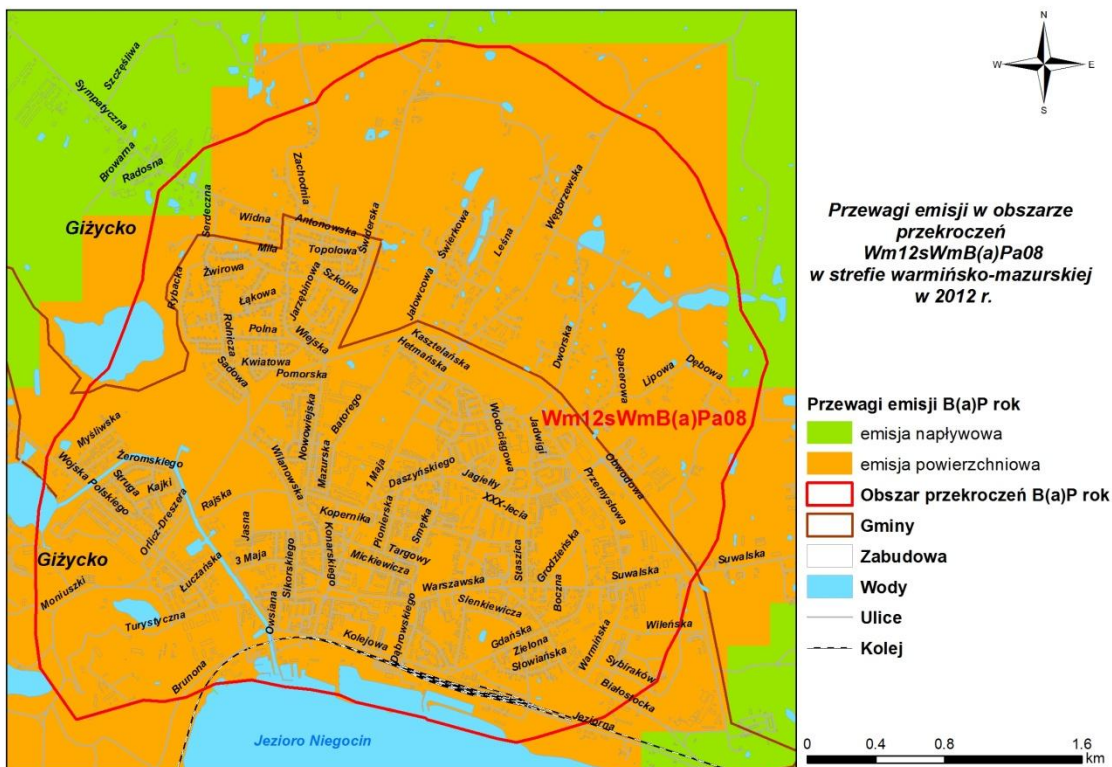 Szczęśliwa
Sympatyczna
Browarna
Radosna
Giżycko
Serdeczna
Zachodnia
Widna
Antonowska
Świderska
Miła
Topolowa
Żwirowa
Rybacka
Łąkowa
Jarzębinowa
Szkolna
Polna
Rolnicza
Wiejska
Sadowa
Kwiatowa
Pomorska
Świerkowa
Leśna
Węgorzewska
Jałowcowa
Kasztelańska
Hetmańska
Dworska
Spacerowa
Lipowa
Dębowa
Wm12sWmB(a)Pa08
Myśliwska
Żeromskiego
Wojska Polskiego
Struga
Kajki
Orlicz-Dreszera
Rajska
Wilanowska
Nowowiejska
Mazurska
Batorego
1 Maja
Daszyńskiego
Jagiełły
Wodociągowa
Jadwigi
XXX-lecia
Przemysłowa
Obwodowa
Kopernika
Pionierska
Smętka
Targowy
Mickiewicza
Konarskiego
Jasna
3 Maja
Sikorskiego
Łuczańska
Giżycko
Moniuszki
Turystyczna
Owsiana
Brunona
Kolejowa
Dąbrowskiego
Warszawska
Sienkiewicza
Staszica
Grodzieńska
Boczna
Suwalska
Suwalska
Wileńska
Gdańska
Zielona
Słowiańska
Warmińska
Sybiraków
Białostocka
Jeziorna
Jezioro Niegocin
N
W
E
S
Przewagi emisji w obszarze
przekroczeń
Wm12sWmB(a)Pa08
w strefie warmińsko-mazurskiej
w 2012 r.
Przewagi emisji B(a)P rok
emisja napływowa
emisja powierzchniowa
Obszar przekroczeń B(a)P rok
Gminy
Zabudowa
Wody
Ulice
Kolej
0 0.4 0.8 1.6
km